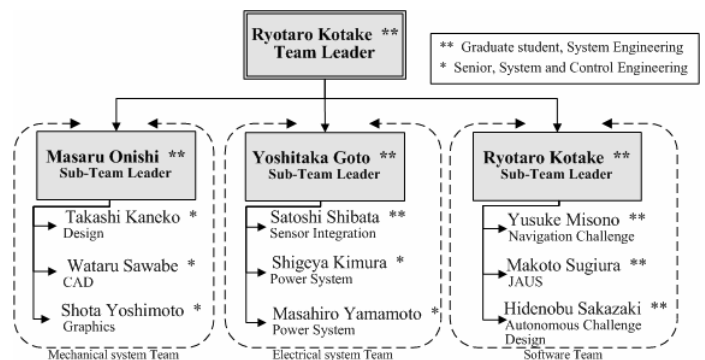 Ryotaro Kotake **
Team Leader
** Graduate student, System Engineering
* Senior, System and Control Engineering
Masaru Onishi **
Sub-Team Leader
Takashi Kaneko *
Design
Wataru Sawabe *
CAD
Shota Yoshimoto *
Graphics
Mechanical system Team
Yoshitaka Goto **
Sub-Team Leader
Satoshi Shibata **
Sensor Integration
Shigeya Kimura *
Power System
Masahiro Yamamoto *
Power System
Electrical system Team
Ryotaro Kotake **
Sub-Team Leader
Yusuke Misono **
Navigation Challenge
Makoto Sugiura **
JAUS
Hidenobu Sakazaki **
Autonomous Challenge
Design
Software Team